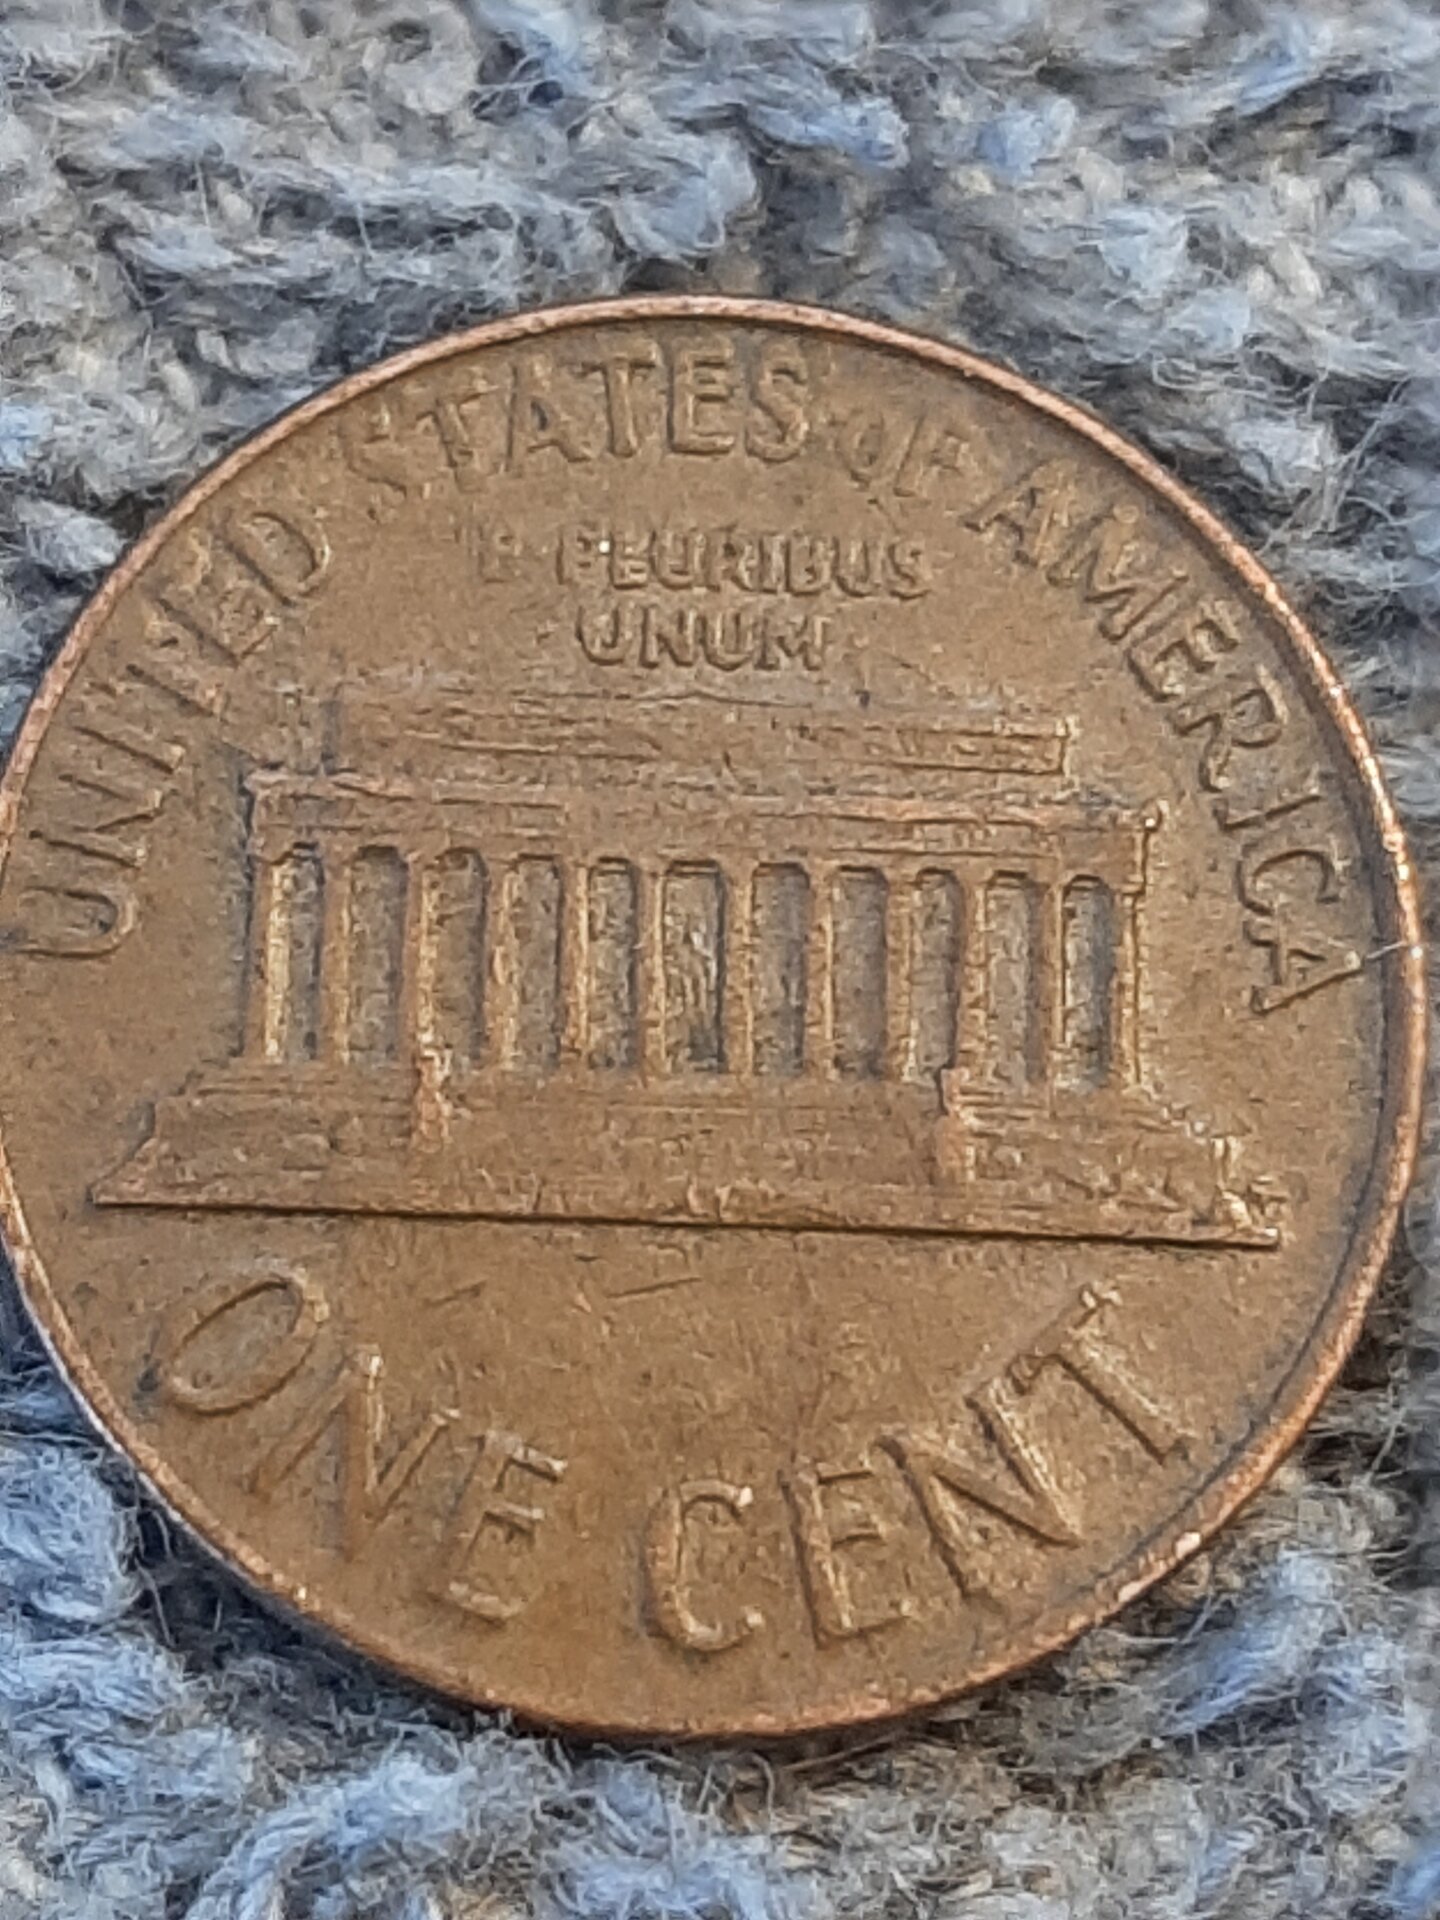 UNITED STATES OF AMERICA
E PLURIBUS
UNUM
ONE CENT